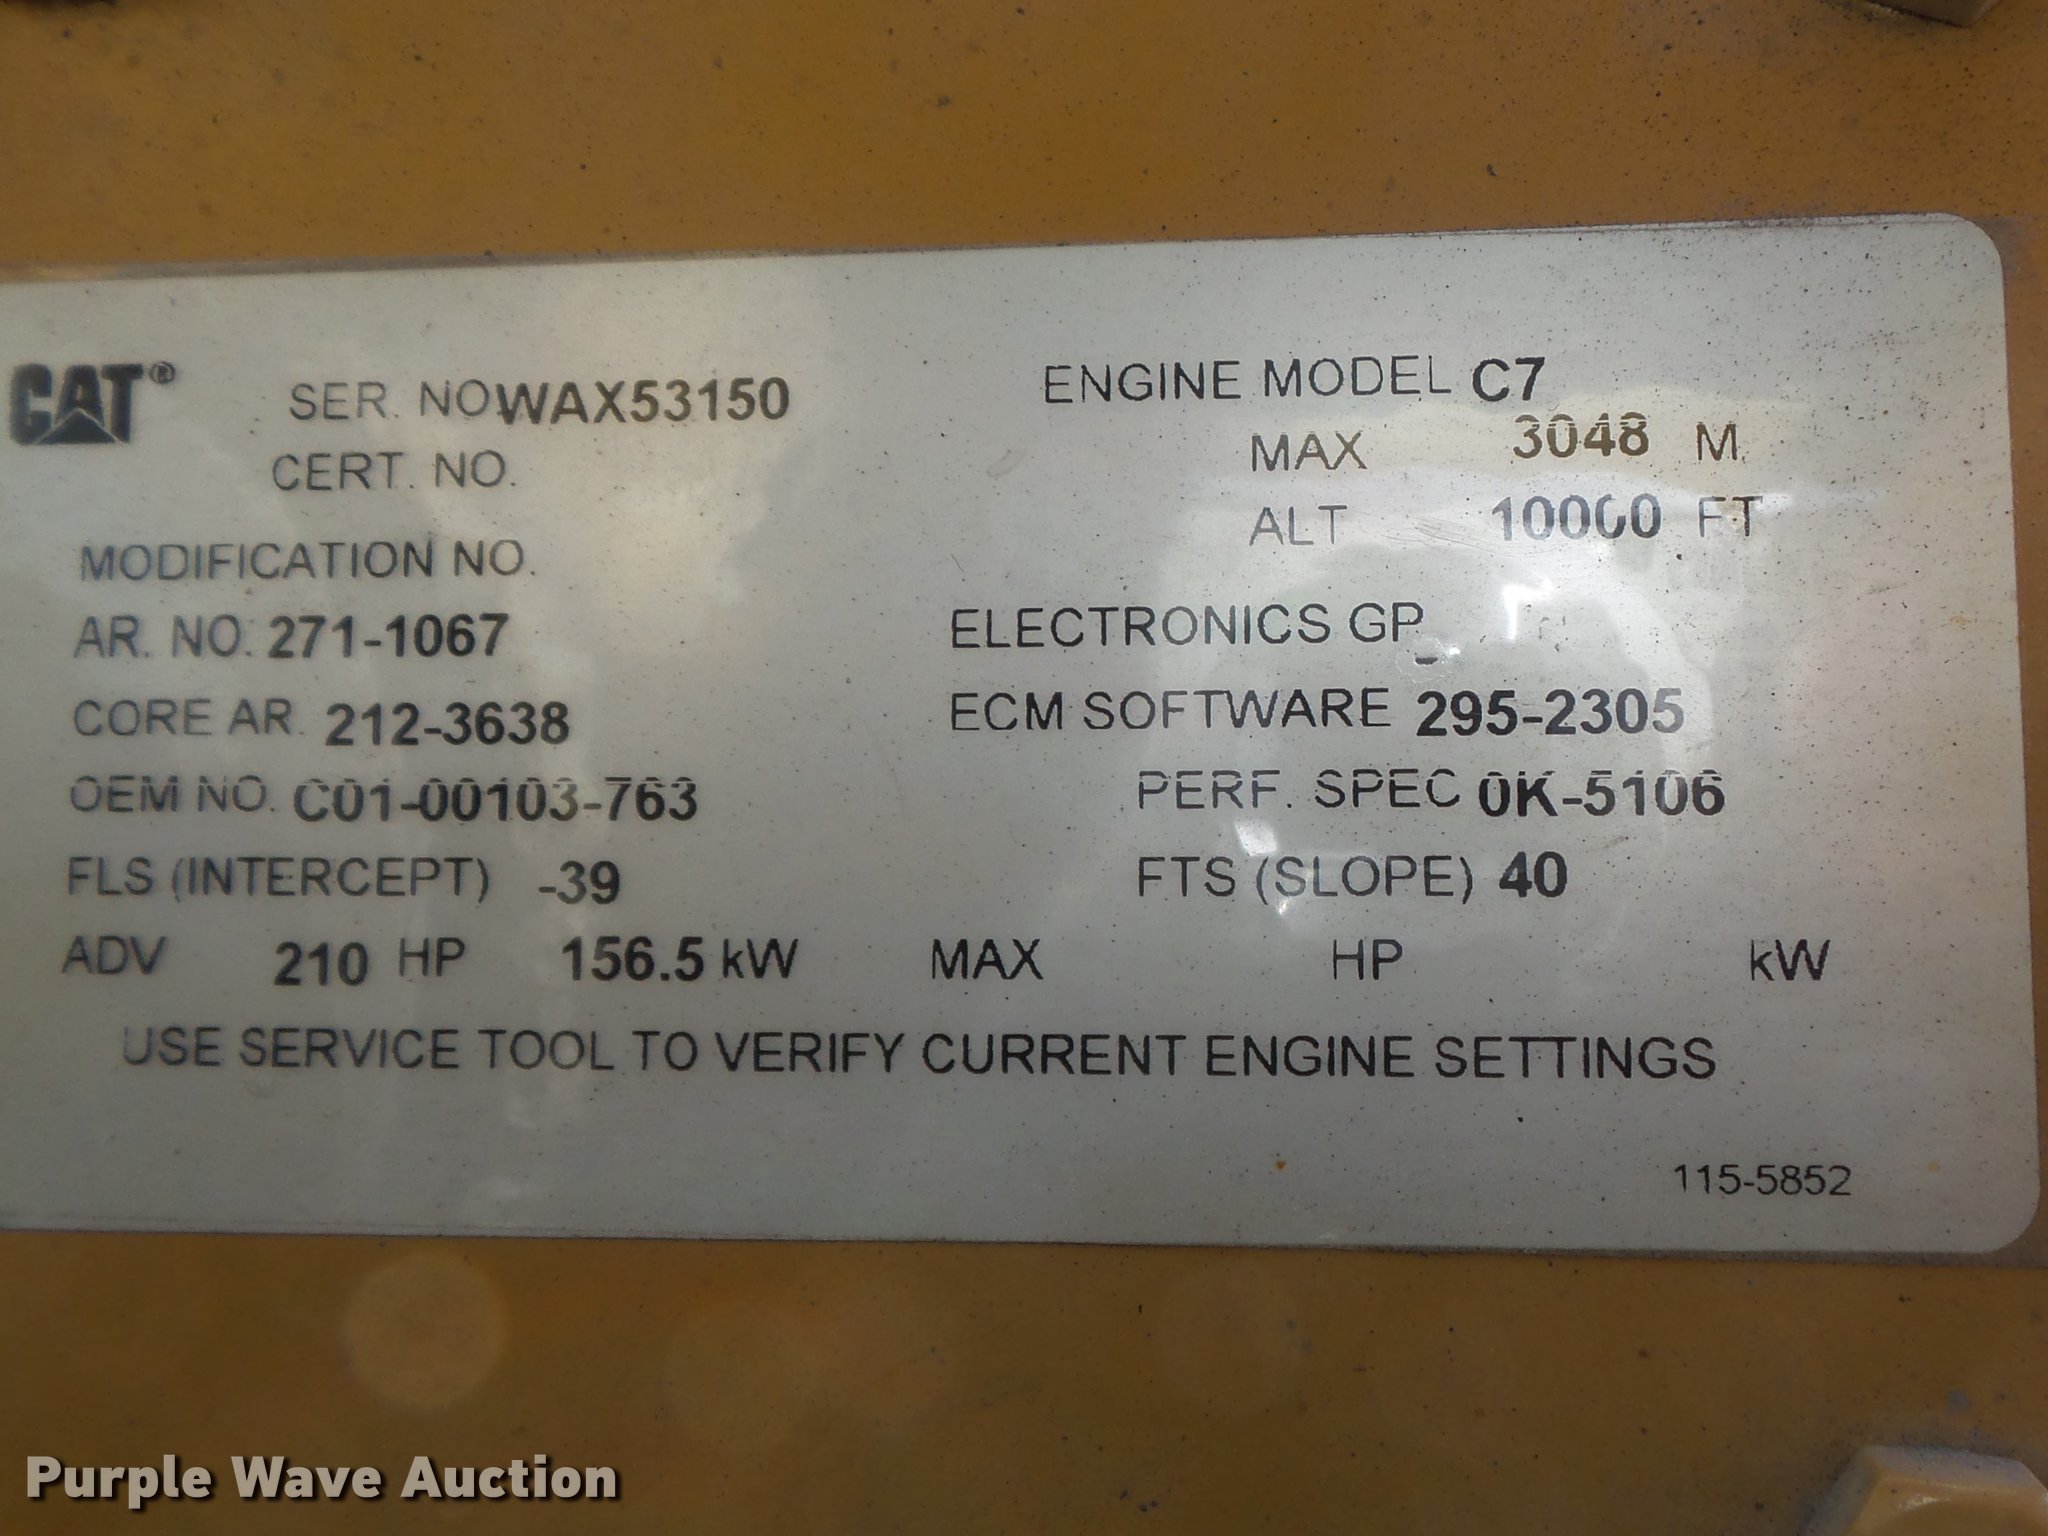 CAT® SER. NO WAX53150 ENGINE MODEL C7
CERT. NO. MAX 3048 M
ALT 10000 FT
MODIFICATION NO.
AR. NO. 271-1067 ELECTRONICS GP
CORE AR. 212-3638 ECM SOFTWARE 295-2305
OEM NO. C01-00103-763 PERF. SPEC 0K-5106
FLS (INTERCEPT) -39 FTS (SLOPE) 40
ADV 210 HP 156.5 kW MAX HP kW
USE SERVICE TOOL TO VERIFY CURRENT ENGINE SETTINGS
115-5852
Purple Wave Auction